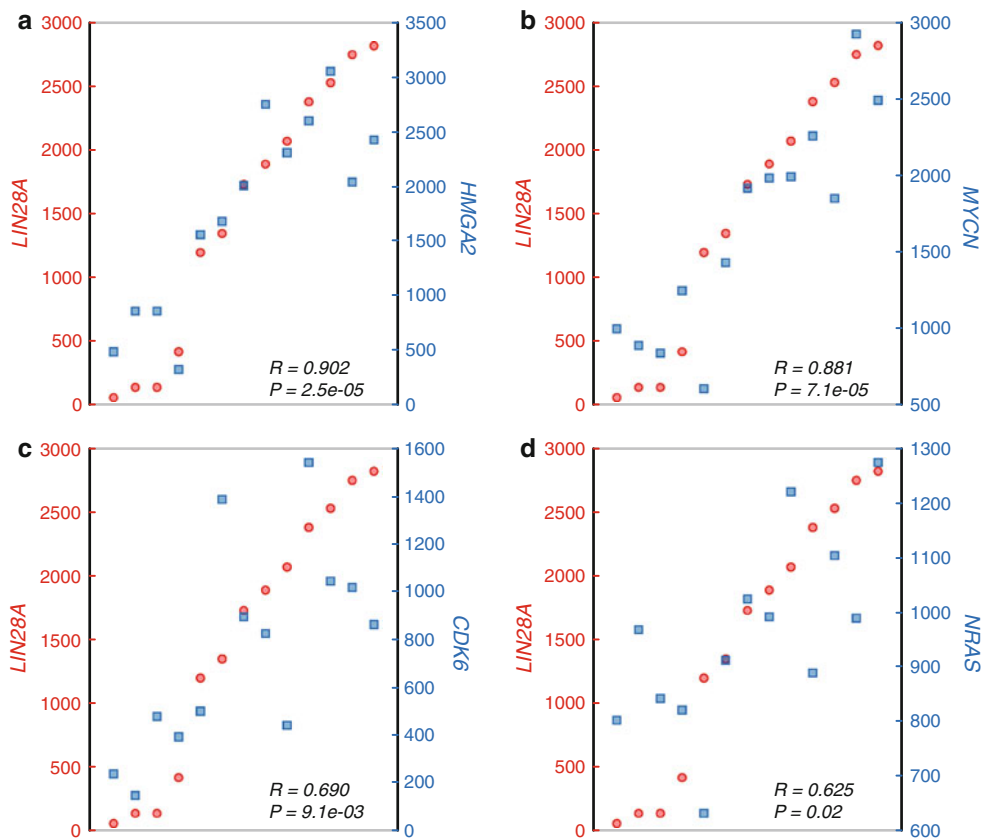 a
3000
2500
2000
1500
1000
500
0
LIN28A
3500
3000
2500
2000
1500
1000
500
0
HMGA2
R = 0.902
P = 2.5e-05
b
3000
2500
2000
1500
1000
500
0
LIN28A
3000
2500
2000
1500
1000
500
MYCN
R = 0.881
P = 7.1e-05
c
3000
2500
2000
1500
1000
500
0
LIN28A
1600
1400
1200
1000
800
600
400
200
0
CDK6
R = 0.690
P = 9.1e-03
d
3000
2500
2000
1500
1000
500
0
LIN28A
1300
1200
1100
1000
900
800
700
600
NRAS
R = 0.625
P = 0.02